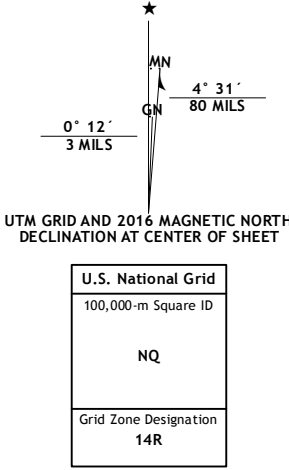 ★
MN
4° 31´
80 MILS
GN
0° 12´
3 MILS
UTM GRID AND 2016 MAGNETIC NORTH
DECLINATION AT CENTER OF SHEET
U.S. National Grid
100,000-m Square ID
NQ
Grid Zone Designation
14R